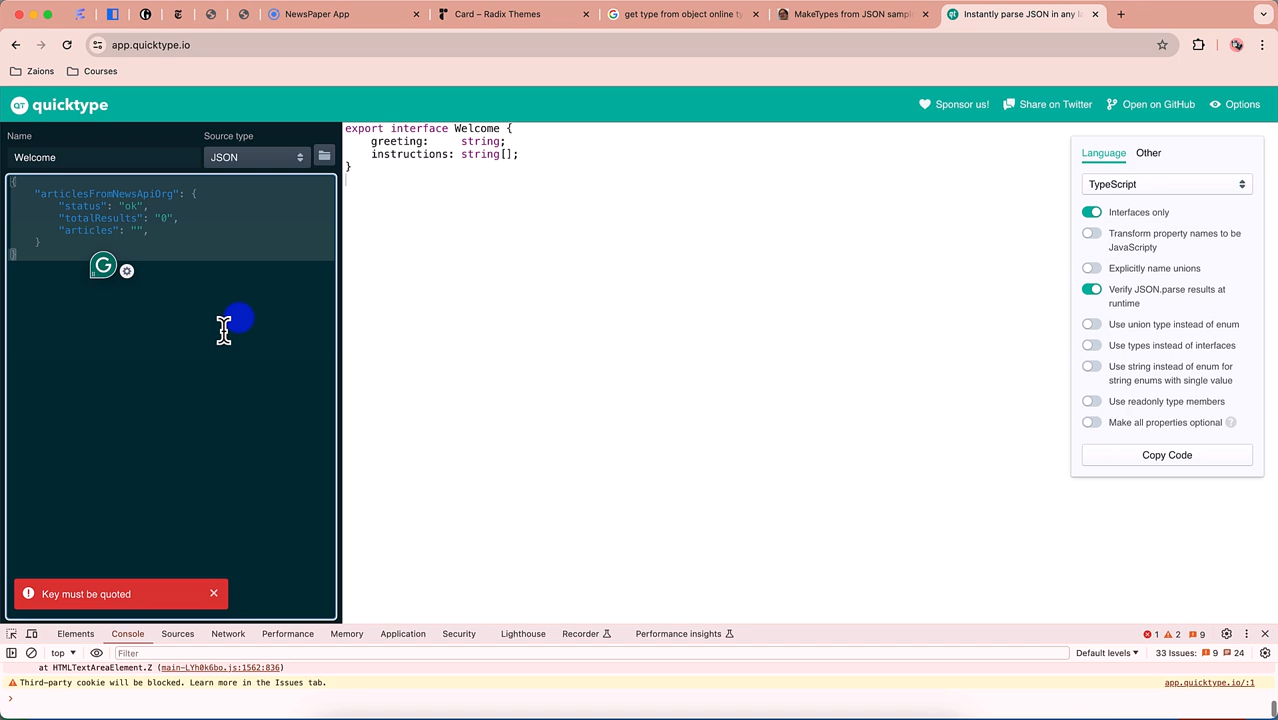 NewsPaper App
Card – Radix Themes
get type from object online ty
MakeTypes from JSON sampl
Instantly parse JSON in any l
app.quicktype.io
Zaions
Courses
QT quicktype
Sponsor us!
Share on Twitter
Open on GitHub
Options
Name
Source type
Welcome
JSON
{
"articlesFromNewsApiOrg": {
"status": "ok",
"totalResults": "0",
"articles": "",
}
}
Key must be quoted
export interface Welcome {
greeting:     string;
instructions: string[];
}
Language
Other
TypeScript
Interfaces only
Transform property names to be
JavaScripty
Explicitly name unions
Verify JSON.parse results at
runtime
Use union type instead of enum
Use types instead of interfaces
Use string instead of enum for
string enums with single value
Use readonly type members
Make all properties optional ?
Copy Code
Elements
Console
Sources
Network
Performance
Memory
Application
Security
Lighthouse
Recorder
Performance insights
1
2
9
top
Filter
Default levels
33 Issues:
9
24
at HTMLTextAreaElement.Z (main-LYh0k6bo.js:1562:836)
Third-party cookie will be blocked. Learn more in the Issues tab.
app.quicktype.io/:1